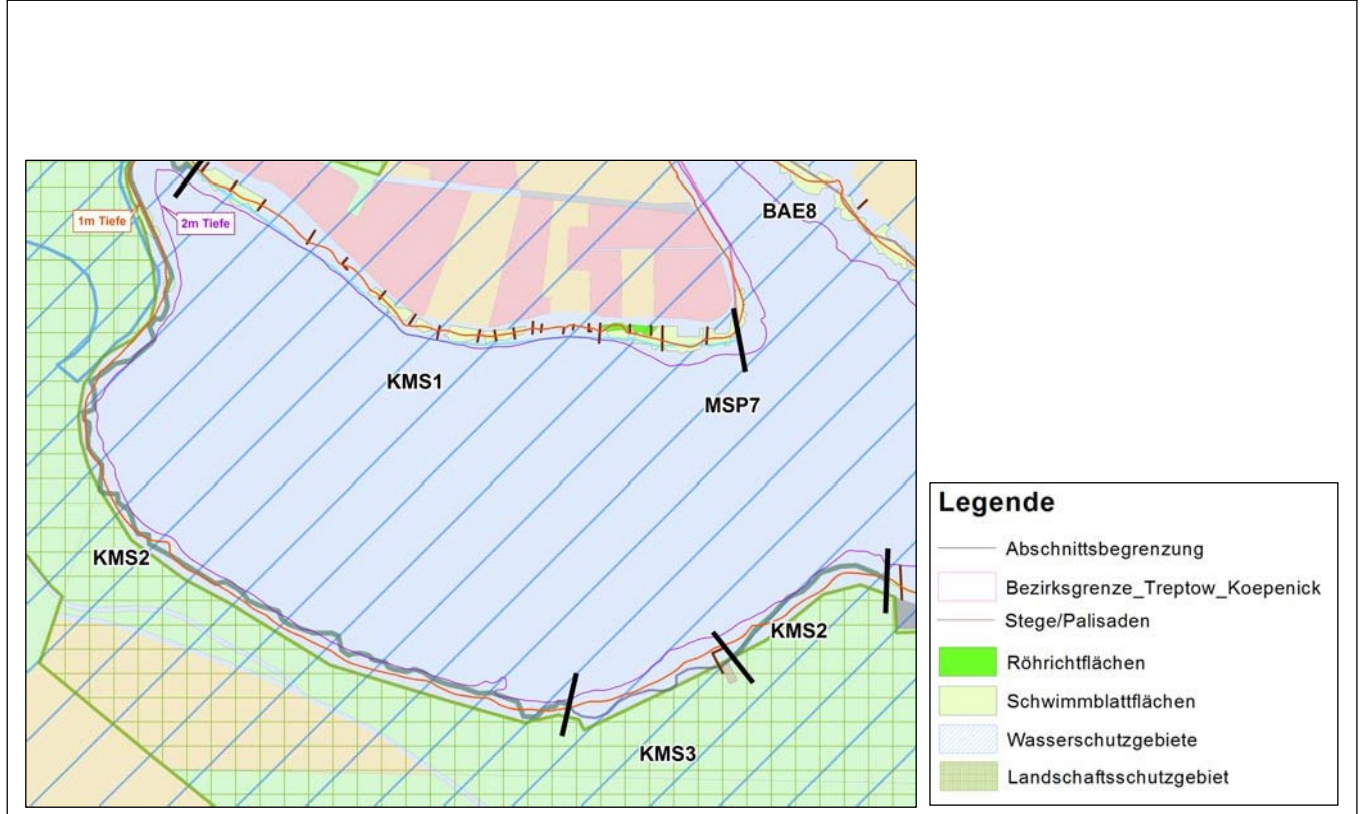 1m Tiefe
2m Tiefe
BAE8
KMS1
MSP7
KMS2
KMS2
KMS3
Legende
Abschnittsbegrenzung
Bezirksgrenze_Treptow_Koepenick
Stege/Palisaden
Röhrichtflächen
Schwimmblattflächen
Wasserschutzgebiete
Landschaftsschutzgebiet